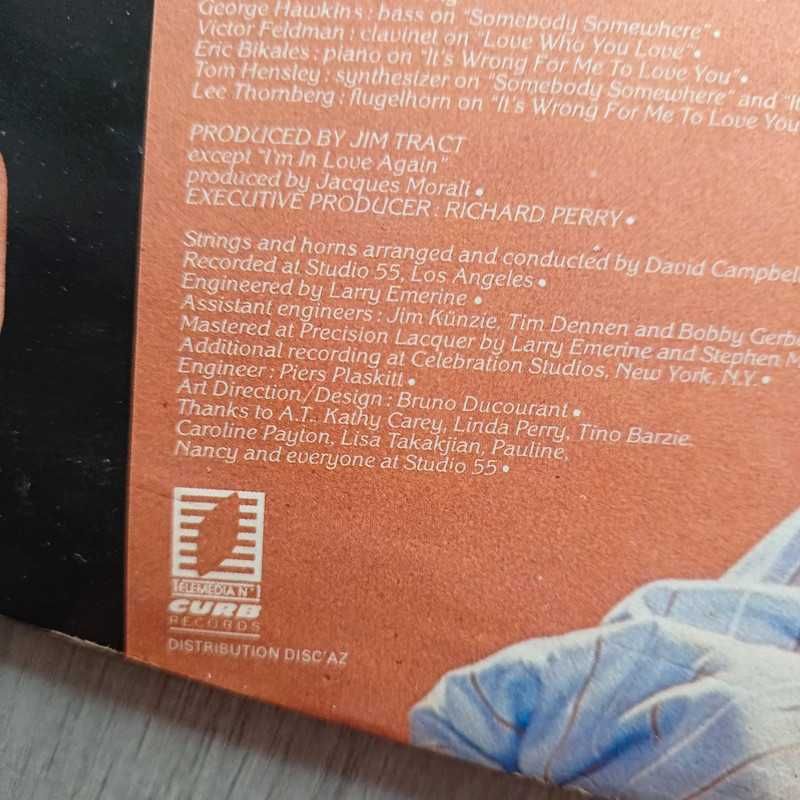 George Hawkins : bass on "Somebody Somewhere" •
Victor Feldman : clavinet on "Love Who You Love" •
Eric Bikales : piano on "It's Wrong For Me To Love You" •
Tom Hensley : synthesizer on "Somebody Somewhere" and "It
Lee Thornberg : flugelhorn on "It's Wrong For Me To Love You
PRODUCED BY JIM TRACT
except "I'm In Love Again"
produced by Jacques Morali •
EXECUTIVE PRODUCER : RICHARD PERRY •
Strings and horns arranged and conducted by David Campbel
Recorded at Studio 55, Los Angeles •
Engineered by Larry Emerine •
Assistant engineers : Jim Künzie, Tim Dennen and Bobby Gerb
Mastered at Precision Lacquer by Larry Emerine and Stephen M
Additional recording at Celebration Studios, New York, N.Y. •
Engineer : Piers Plaskitt •
Art Direction/Design : Bruno Ducourant •
Thanks to A.T. Kathy Carey, Linda Perry, Tino Barzie
Caroline Payton, Lisa Takakjian, Pauline,
Nancy and everyone at Studio 55 •
TELEMEDIA N°1
CURB
RECORDS
DISTRIBUTION DISC'AZ